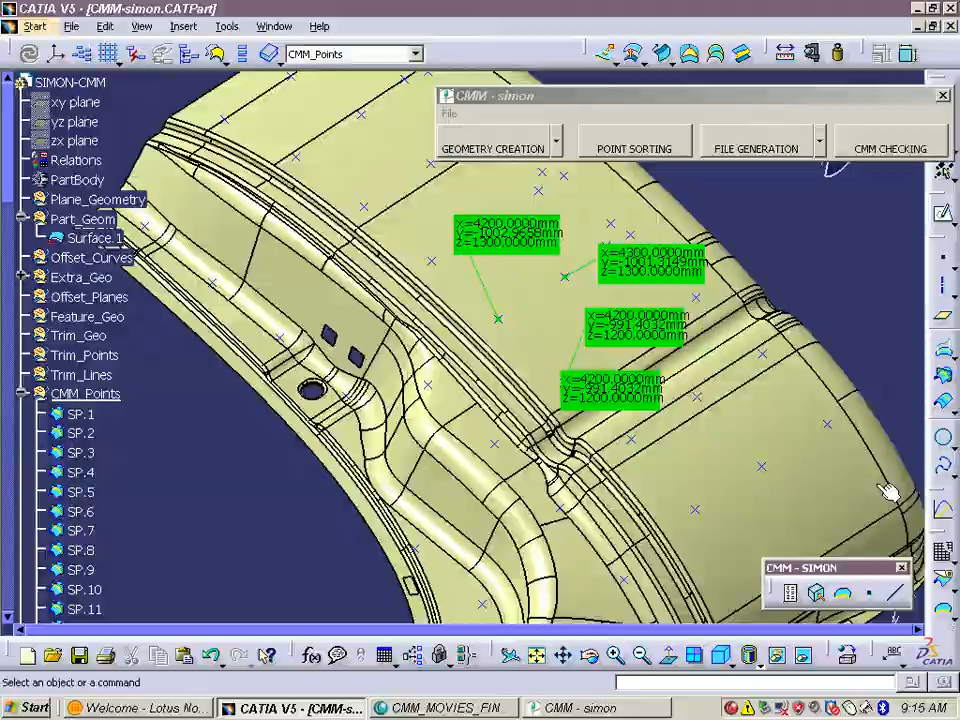 CATIA V5 - [CMM-simon.CATPart]
Start File Edit View Insert Tools Window Help
CMM_Points
SIMON-CMM
xy plane
yz plane
zx plane
Relations
PartBody
Plane_Geometry
Part_Geom
Surface.1
Offset_Curves
Extra_Geo
Offset_Planes
Feature_Geo
Trim_Geo
Trim_Points
Trim_Lines
CMM_Points
SP.1
SP.2
SP.3
SP.4
SP.5
SP.6
SP.7
SP.8
SP.9
SP.10
SP.11
CMM - simon
File
GEOMETRY CREATION POINT SORTING FILE GENERATION CMM CHECKING
x=4200.0000mm
y=-1002.9658mm
z=1300.0000mm
x=4300.0000mm
y=-1001.3149mm
z=1300.0000mm
x=4200.0000mm
y=-991.4032mm
z=1200.0000mm
x=4200.0000mm
y=-991.4032mm
z=1200.0000mm
CMM - SIMON
f(x)
ABC
CATIA
Select an object or a command
Start Welcome - Lotus No... CATIA V5 - [CMM-s... CMM_MOVIES_FIN CMM - simon 9:15 AM